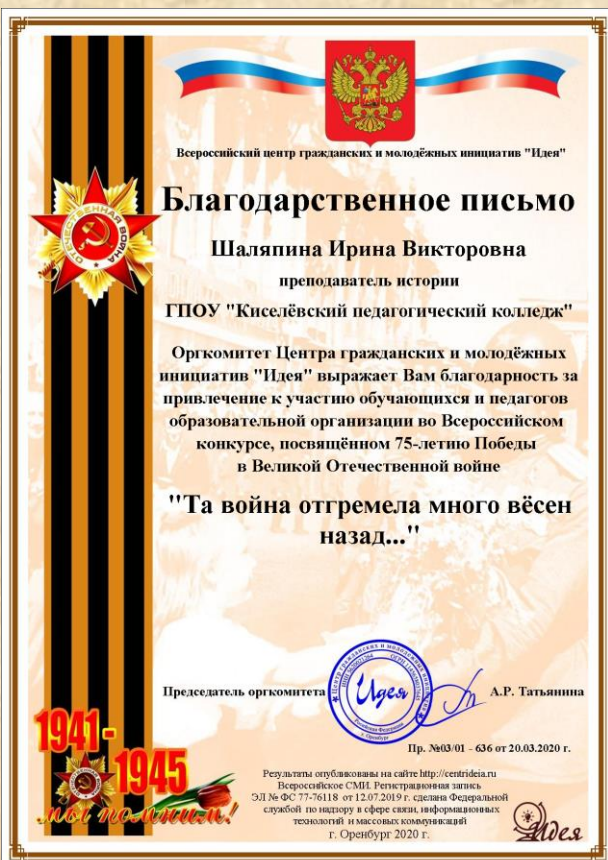 Всероссийский центр гражданских и молодёжных инициатив "Идея"
ОТЕЧЕСТВЕННАЯ ВОЙНА
Благодарственное письмо
Шаляпина Ирина Викторовна
преподаватель истории
ГПОУ "Киселёвский педагогический колледж"
Оргкомитет Центра гражданских и молодёжных
инициатив "Идея" выражает Вам благодарность за
привлечение к участию обучающихся и педагогов
образовательной организации во Всероссийском
конкурсе, посвящённом 75-летию Победы
в Великой Отечественной войне
"Та война отгремела много вёсен
назад..."
Председатель оргкомитета
Идея
А.Р. Татьянина
Пр. №03/01 - 636 от 20.03.2020 г.
1941-
1945
мы помним!
Результаты опубликованы на сайте http://centrideia.ru
Всероссийское СМИ. Регистрационная запись
ЭЛ № ФС 77-76118 от 12.07.2019 г. сделана Федеральной
службой по надзору в сфере связи, информационных
технологий и массовых коммуникаций
г. Оренбург 2020 г.
Идея